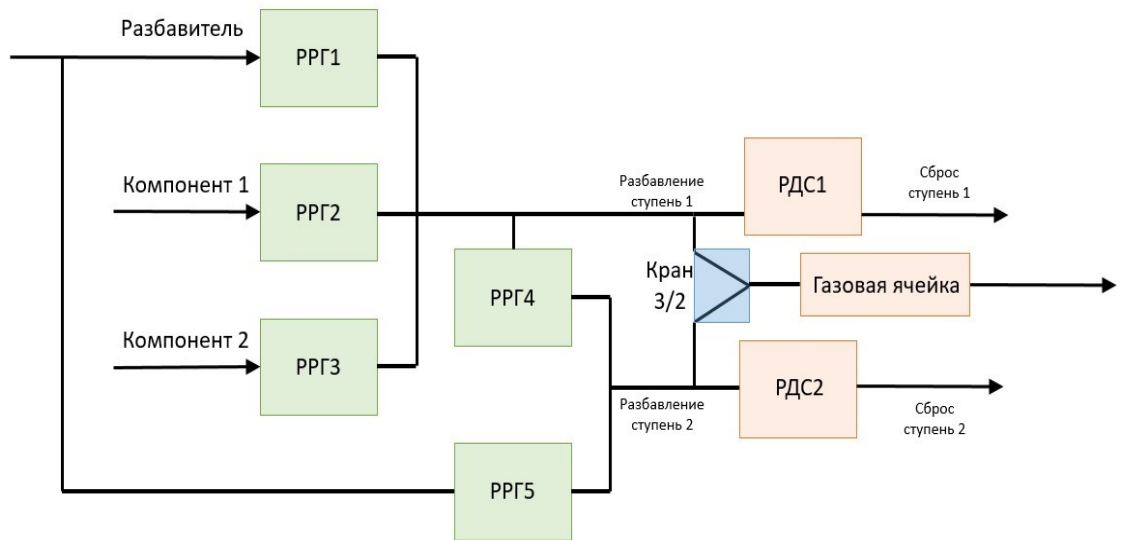 Разбавитель
РРГ1
Компонент 1
РРГ2
Разбавление
ступень 1
РДС1
Сброс
ступень 1
РРГ4
Кран
3/2
Газовая ячейка
Компонент 2
РРГ3
Разбавление
ступень 2
РДС2
Сброс
ступень 2
РРГ5